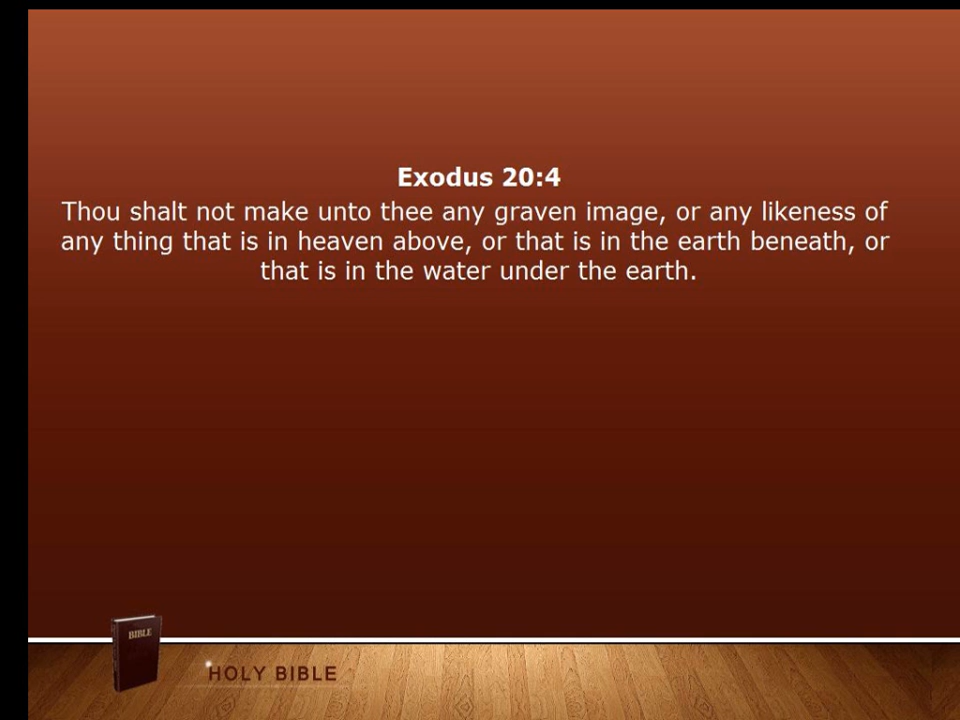 Exodus 20:4
Thou shalt not make unto thee any graven image, or any likeness of
any thing that is in heaven above, or that is in the earth beneath, or
that is in the water under the earth.
BIBLE
HOLY BIBLE